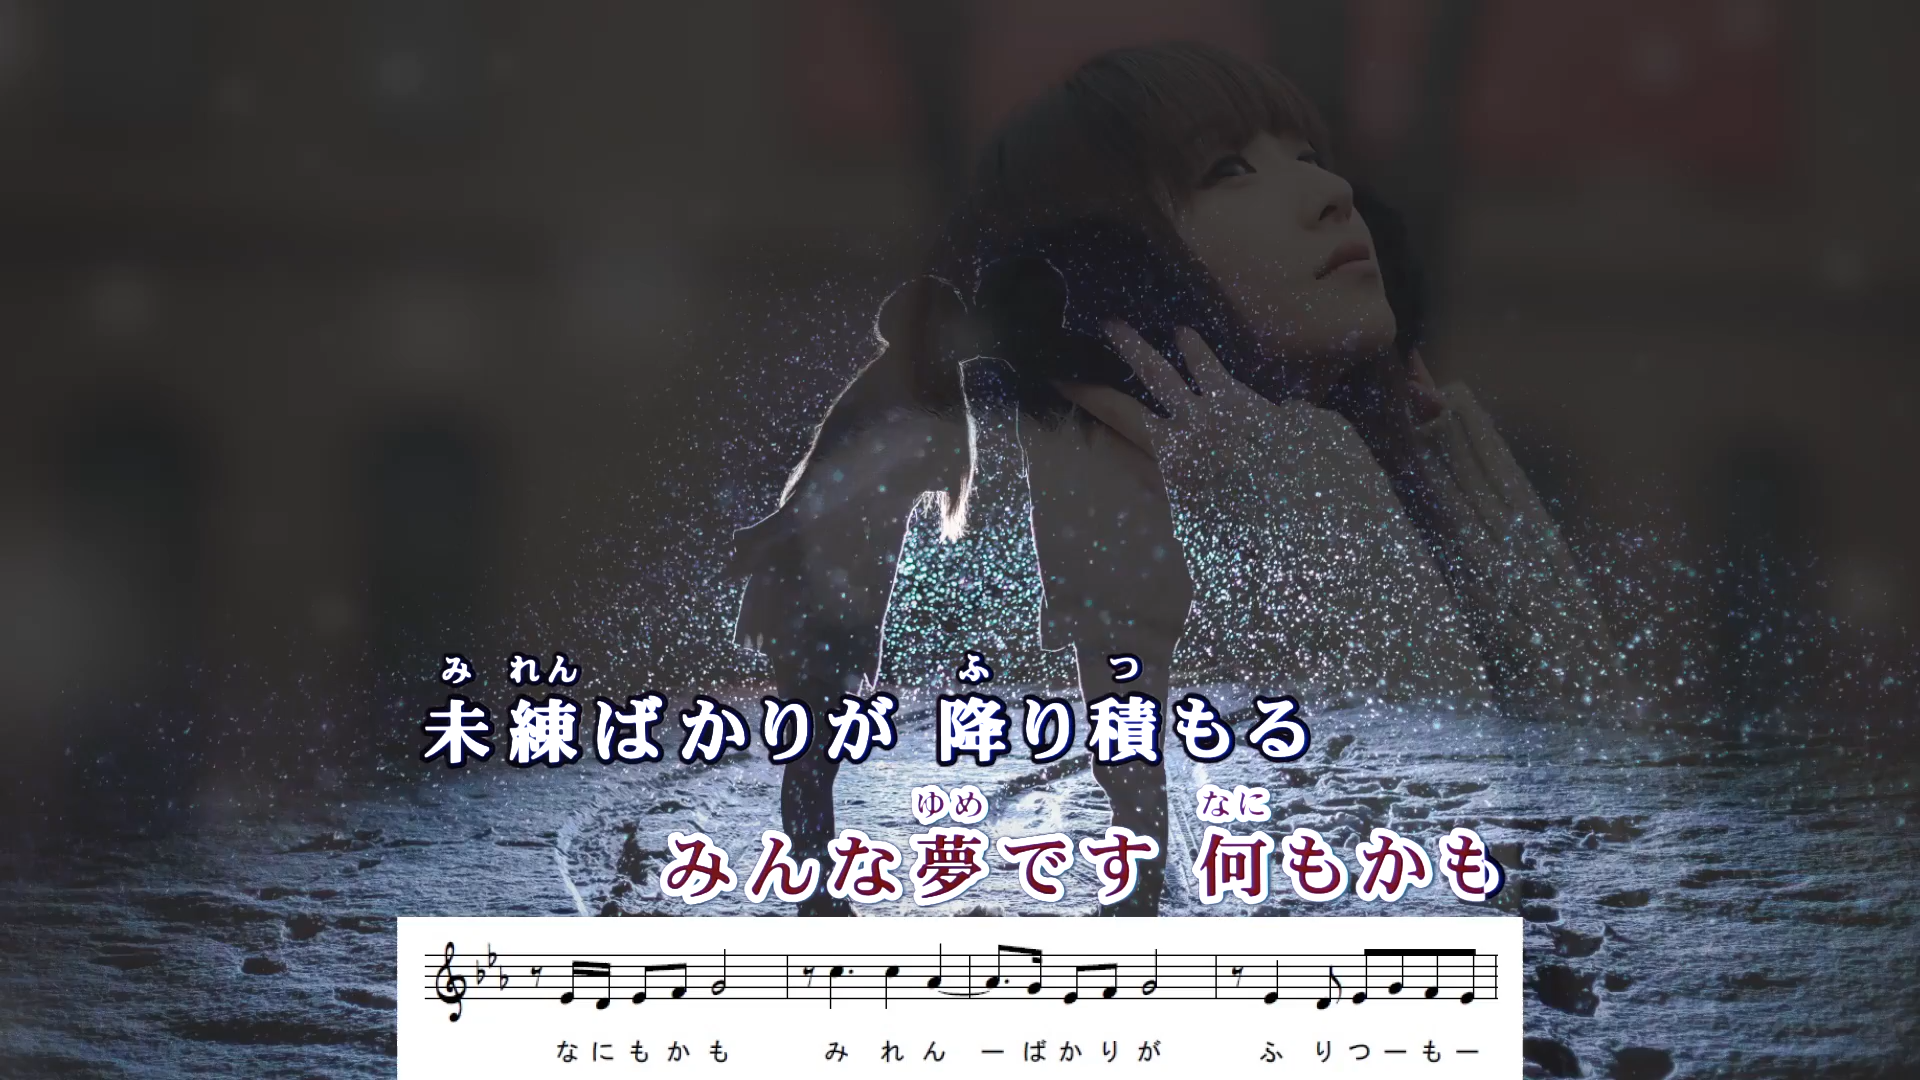 み れん ふ つ
未練ばかりが 降り積もる
ゆめ なに
みんな夢です 何もかも
なにもかも みれんーばかりが ふりつーもー